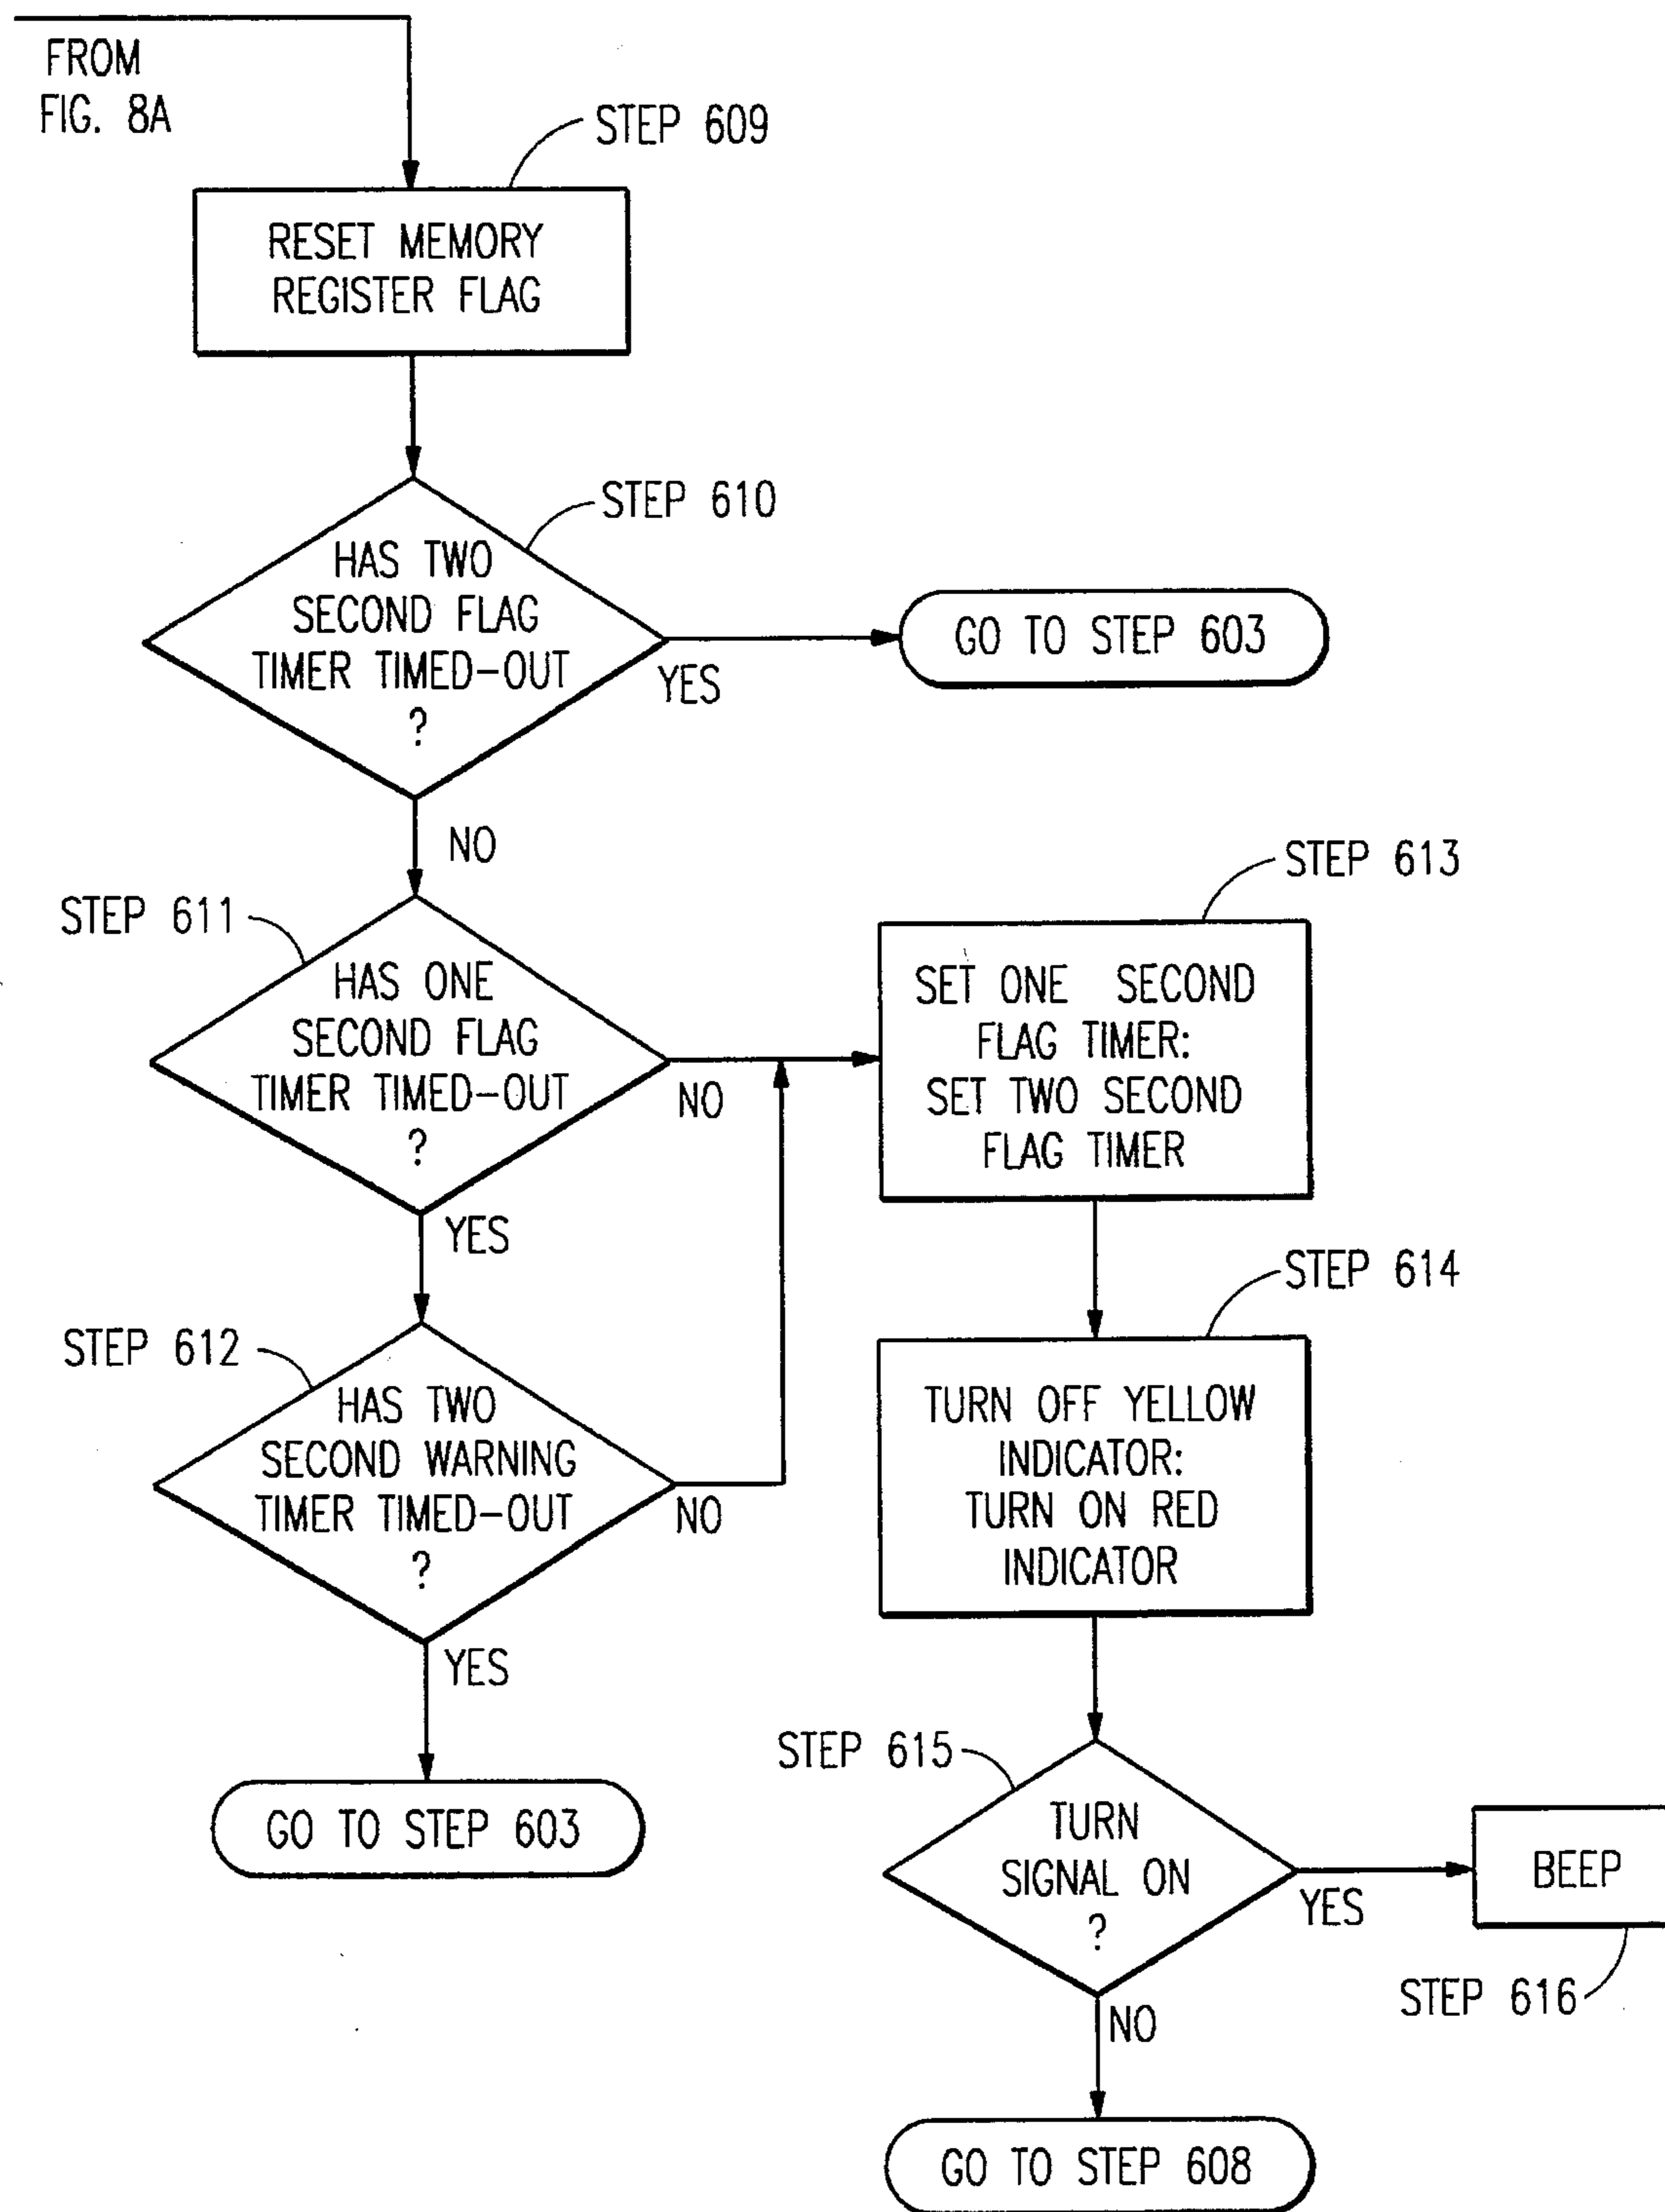 FROM
FIG. 8A
STEP 609
RESET MEMORY
REGISTER FLAG
STEP 610
HAS TWO
SECOND FLAG
TIMER TIMED-OUT
?
YES
GO TO STEP 603
NO
STEP 611
HAS ONE
SECOND FLAG
TIMER TIMED-OUT
?
NO
YES
STEP 612
HAS TWO
SECOND WARNING
TIMER TIMED-OUT
?
NO
YES
GO TO STEP 603
STEP 613
SET ONE SECOND
FLAG TIMER:
SET TWO SECOND
FLAG TIMER
STEP 614
TURN OFF YELLOW
INDICATOR:
TURN ON RED
INDICATOR
STEP 615
TURN
SIGNAL ON
?
YES
BEEP
STEP 616
NO
GO TO STEP 608